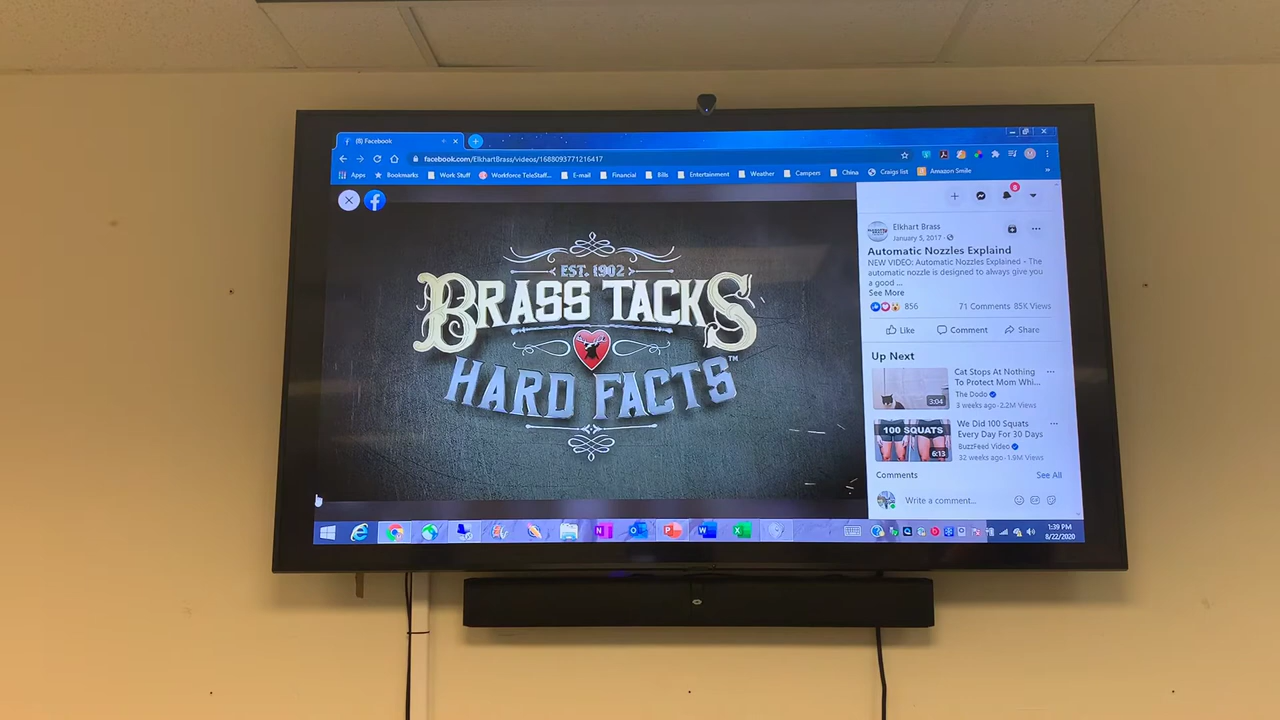 (8) Facebook
facebook.com/ElkhartBrass/videos/1688093771216417
Apps Bookmarks Work Stuff Workforce TeleStaff... E-mail Financial Bills Entertainment Weather Campers China Craigs list Amazon Smile »
8
EST. 1902
BRASS TACKS
HARD FACTS™
Elkhart Brass
January 5, 2017 ·
Automatic Nozzles Explaind
NEW VIDEO: Automatic Nozzles Explained - The
automatic nozzle is designed to always give you
a good ...
See More
856 71 Comments 85K Views
Like Comment Share
Up Next
Cat Stops At Nothing
To Protect Mom Whi...
The Dodo
3 weeks ago · 2.2M Views
3:04
We Did 100 Squats
Every Day For 30 Days
BuzzFeed Video
32 weeks ago · 1.9M Views
100 SQUATS
6:13
Comments See All
Write a comment...
1:39 PM
8/22/2020